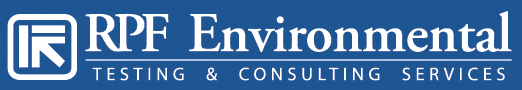 RPF Environmental
TESTING & CONSULTING SERVICES